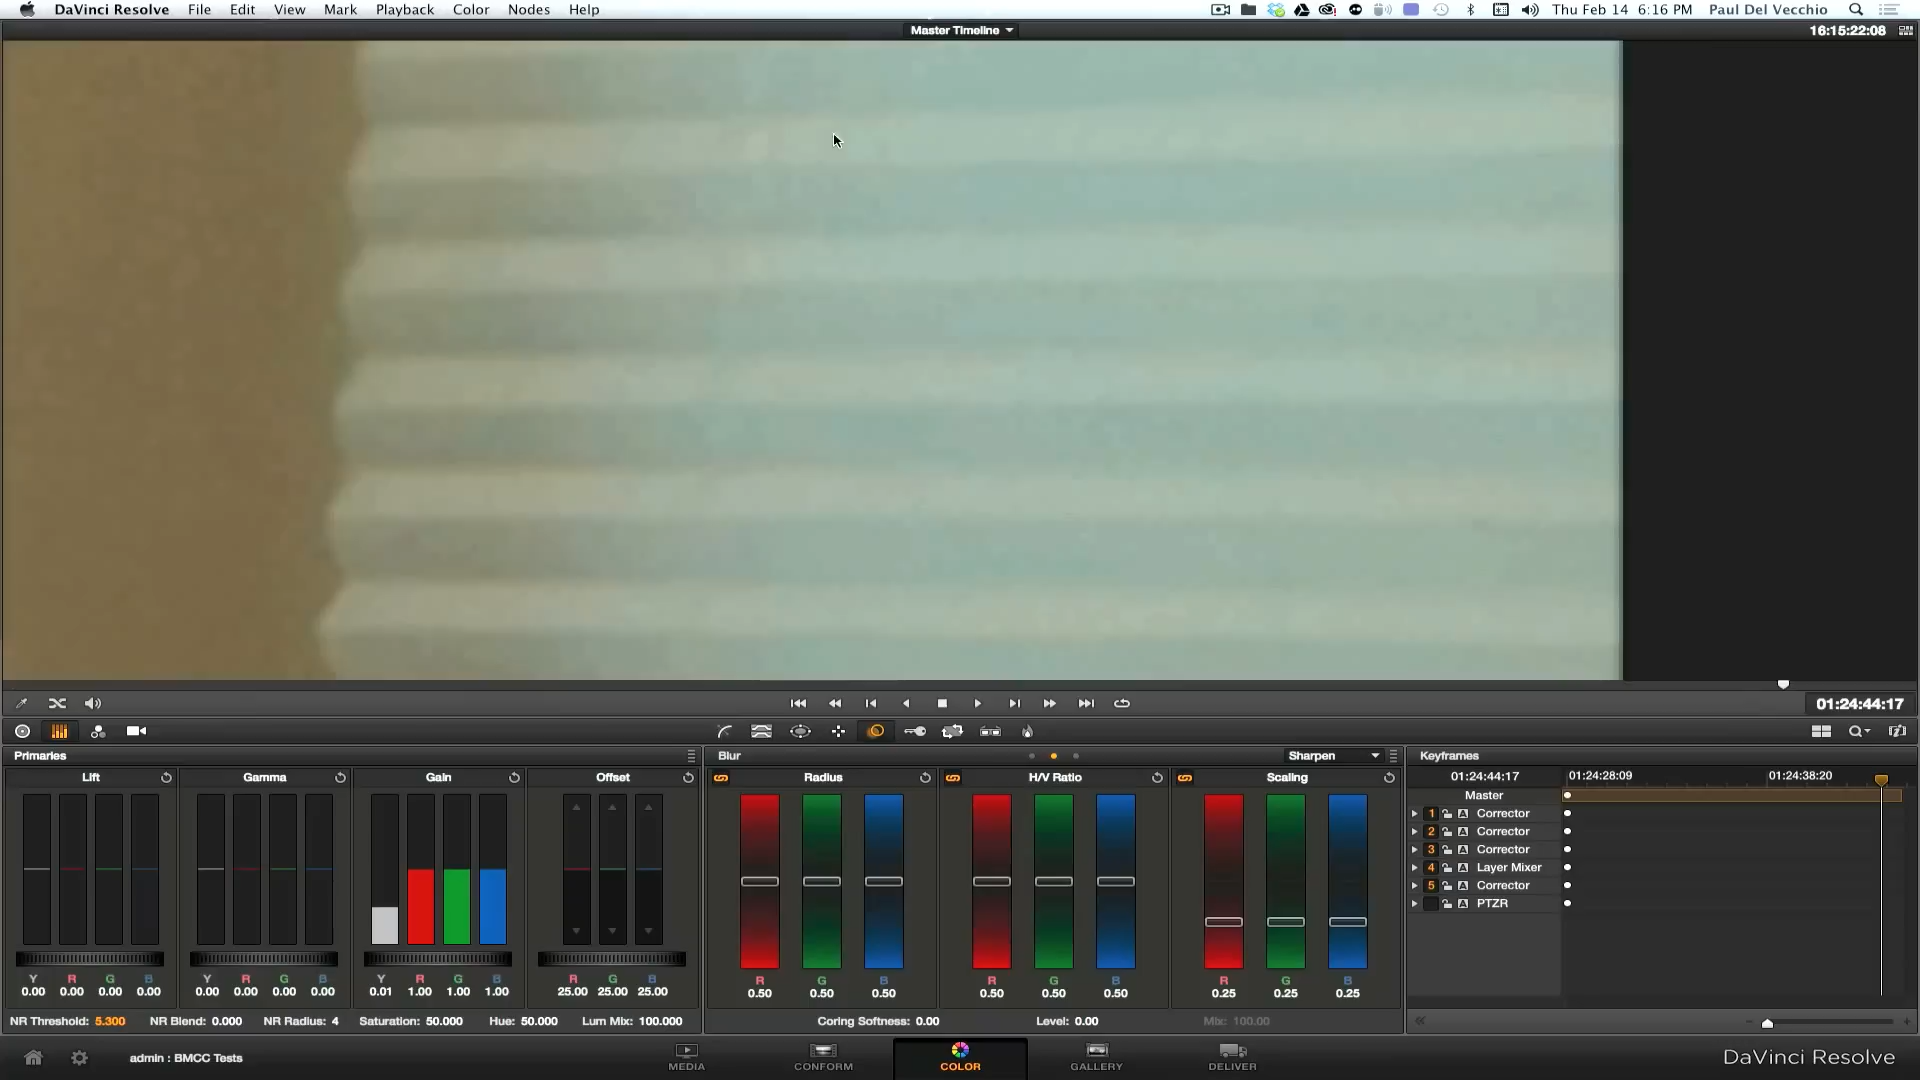 DaVinci Resolve File Edit View Mark Playback Color Nodes Help Thu Feb 14 6:16 PM Paul Del Vecchio
Master Timeline 16:15:22:08
01:24:44:17
Primaries Blur Sharpen Keyframes
Lift Gamma Gain Offset Radius H/V Ratio Scaling 01:24:44:17 01:24:28:09 01:24:38:20
Master
1 A Corrector
2 A Corrector
3 A Corrector
4 A Layer Mixer
5 A Corrector
A PTZR
Y R G B Y R G B Y R G B R G B R G B R G B R G B
0.00 0.00 0.00 0.00 0.00 0.00 0.00 0.00 0.01 1.00 1.00 1.00 25.00 25.00 25.00 0.50 0.50 0.50 0.50 0.50 0.50 0.25 0.25 0.25
NR Threshold: 5.300 NR Blend: 0.000 NR Radius: 4 Saturation: 50.000 Hue: 50.000 Lum Mix: 100.000 Coring Softness: 0.00 Level: 0.00 Mix: 100.00
admin : BMCC Tests MEDIA CONFORM COLOR GALLERY DELIVER DaVinci Resolve